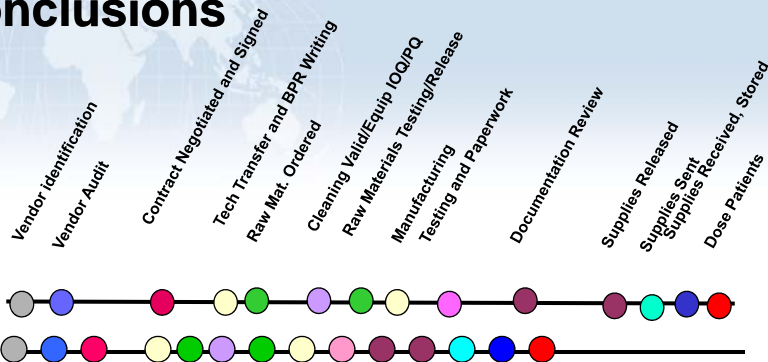 nclusions
Vendor identification
Vendor Audit
Contract Negotiated and Signed
Tech Transfer and BPR Writing
Raw Mat. Ordered
Cleaning Valid/Equip IOQ/PQ
Raw Materials Testing/Release
Manufacturing
Testing and Paperwork
Documentation Review
Supplies Released
Supplies Sent
Supplies Received, Stored
Dose Patients